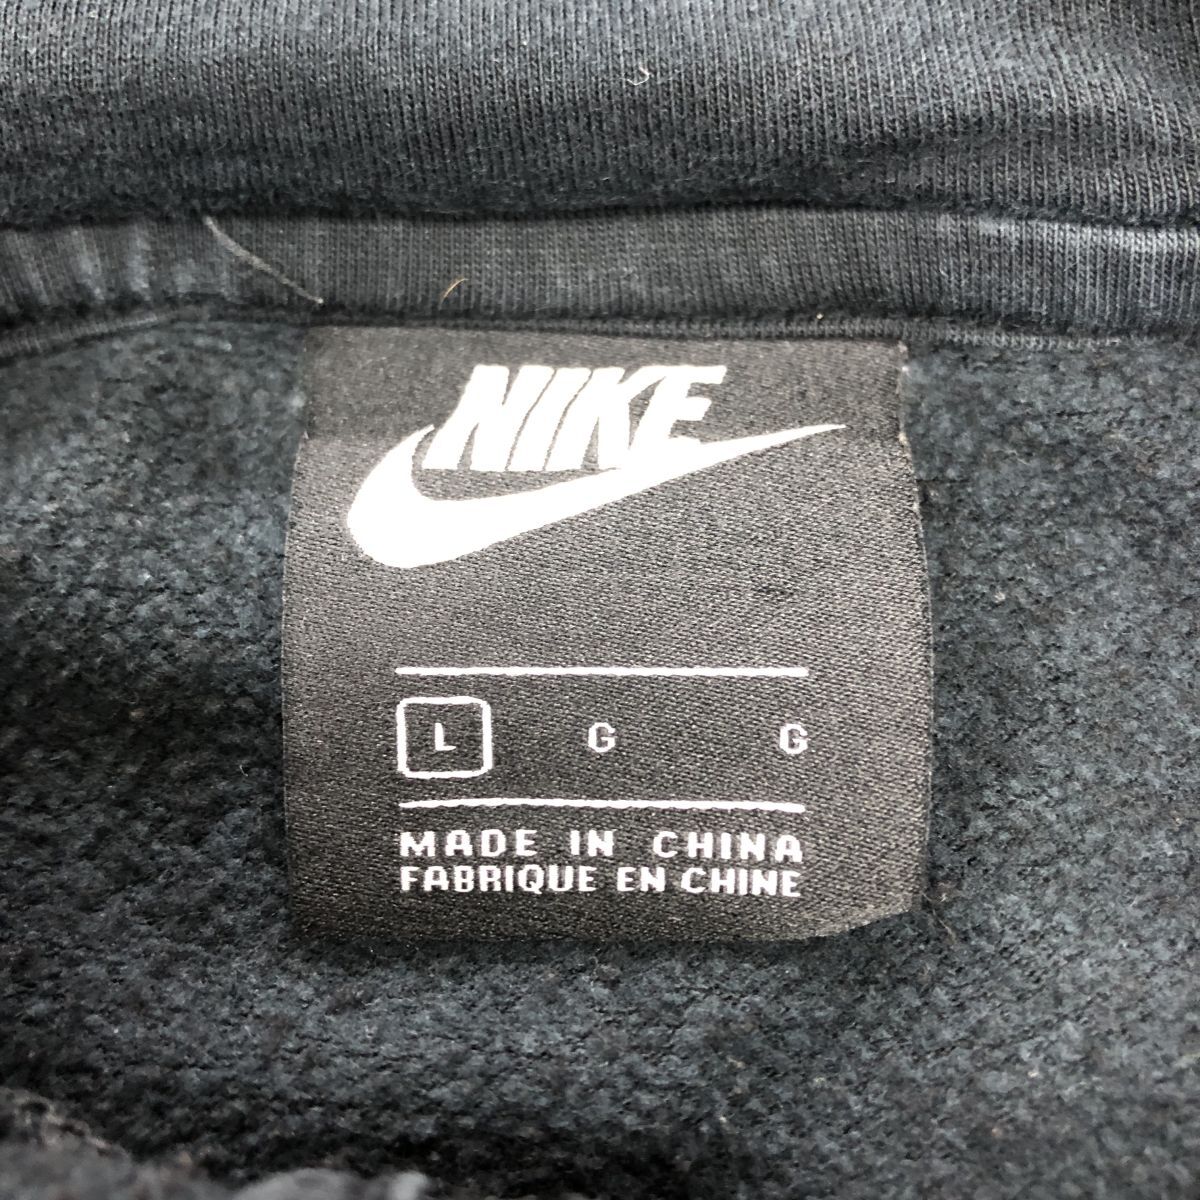 NIKE
L G G
MADE IN CHINA
FABRIQUE EN CHINE